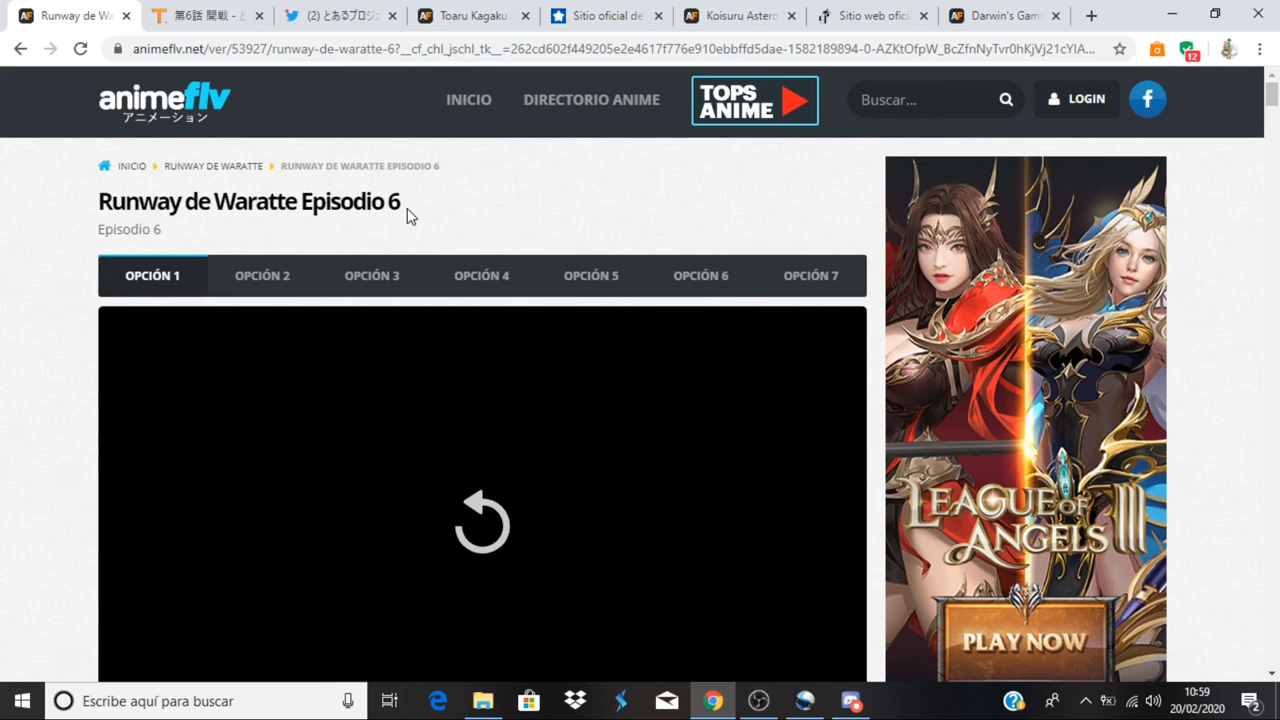 Runway de Wara
第6話 開戦 - と
(2) とあるプロジェ
Toaru Kagaku
Sitio oficial de
Koisuru Astero
Sitio web ofici
Darwin's Game
animeflv.net/ver/53927/runway-de-waratte-6?__cf_chl_jschl_tk__=262cd602f449205e2e4617f776e910ebbffd5dae-1582189894-0-AZKtOfpW_BcZfnNyTvr0hKjVj21cYIA...
12
animeflv
アニメーション
INICIO
DIRECTORIO ANIME
TOPS
ANIME
Buscar...
LOGIN
INICIO RUNWAY DE WARATTE RUNWAY DE WARATTE EPISODIO 6
Runway de Waratte Episodio 6
Episodio 6
OPCIÓN 1 OPCIÓN 2 OPCIÓN 3 OPCIÓN 4 OPCIÓN 5 OPCIÓN 6 OPCIÓN 7
LEAGUE OF
ANGELS III
PLAY NOW
Escribe aquí para buscar
10:59
20/02/2020
2